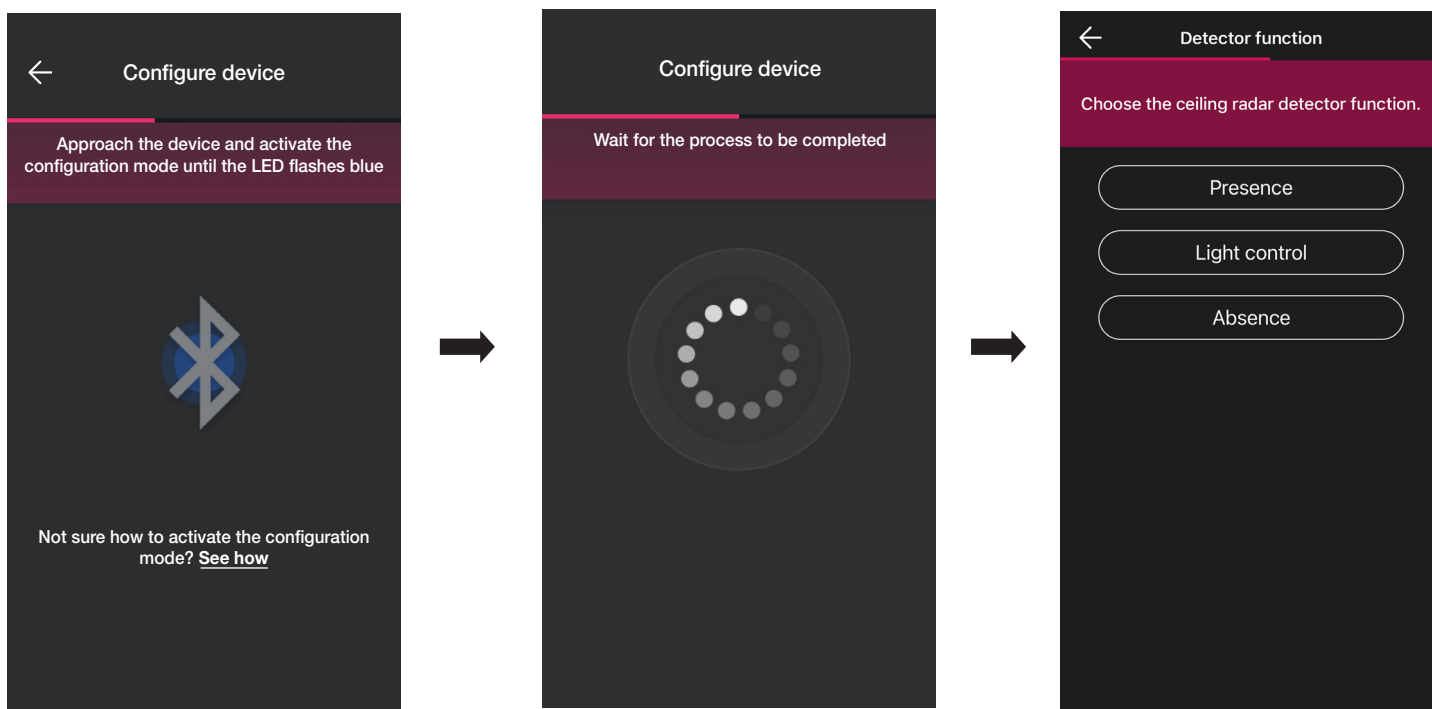 Configure device
Approach the device and activate the
configuration mode until the LED flashes blue
Not sure how to activate the configuration
mode? See how
Configure device
Wait for the process to be completed
Detector function
Choose the ceiling radar detector function.
Presence
Light control
Absence